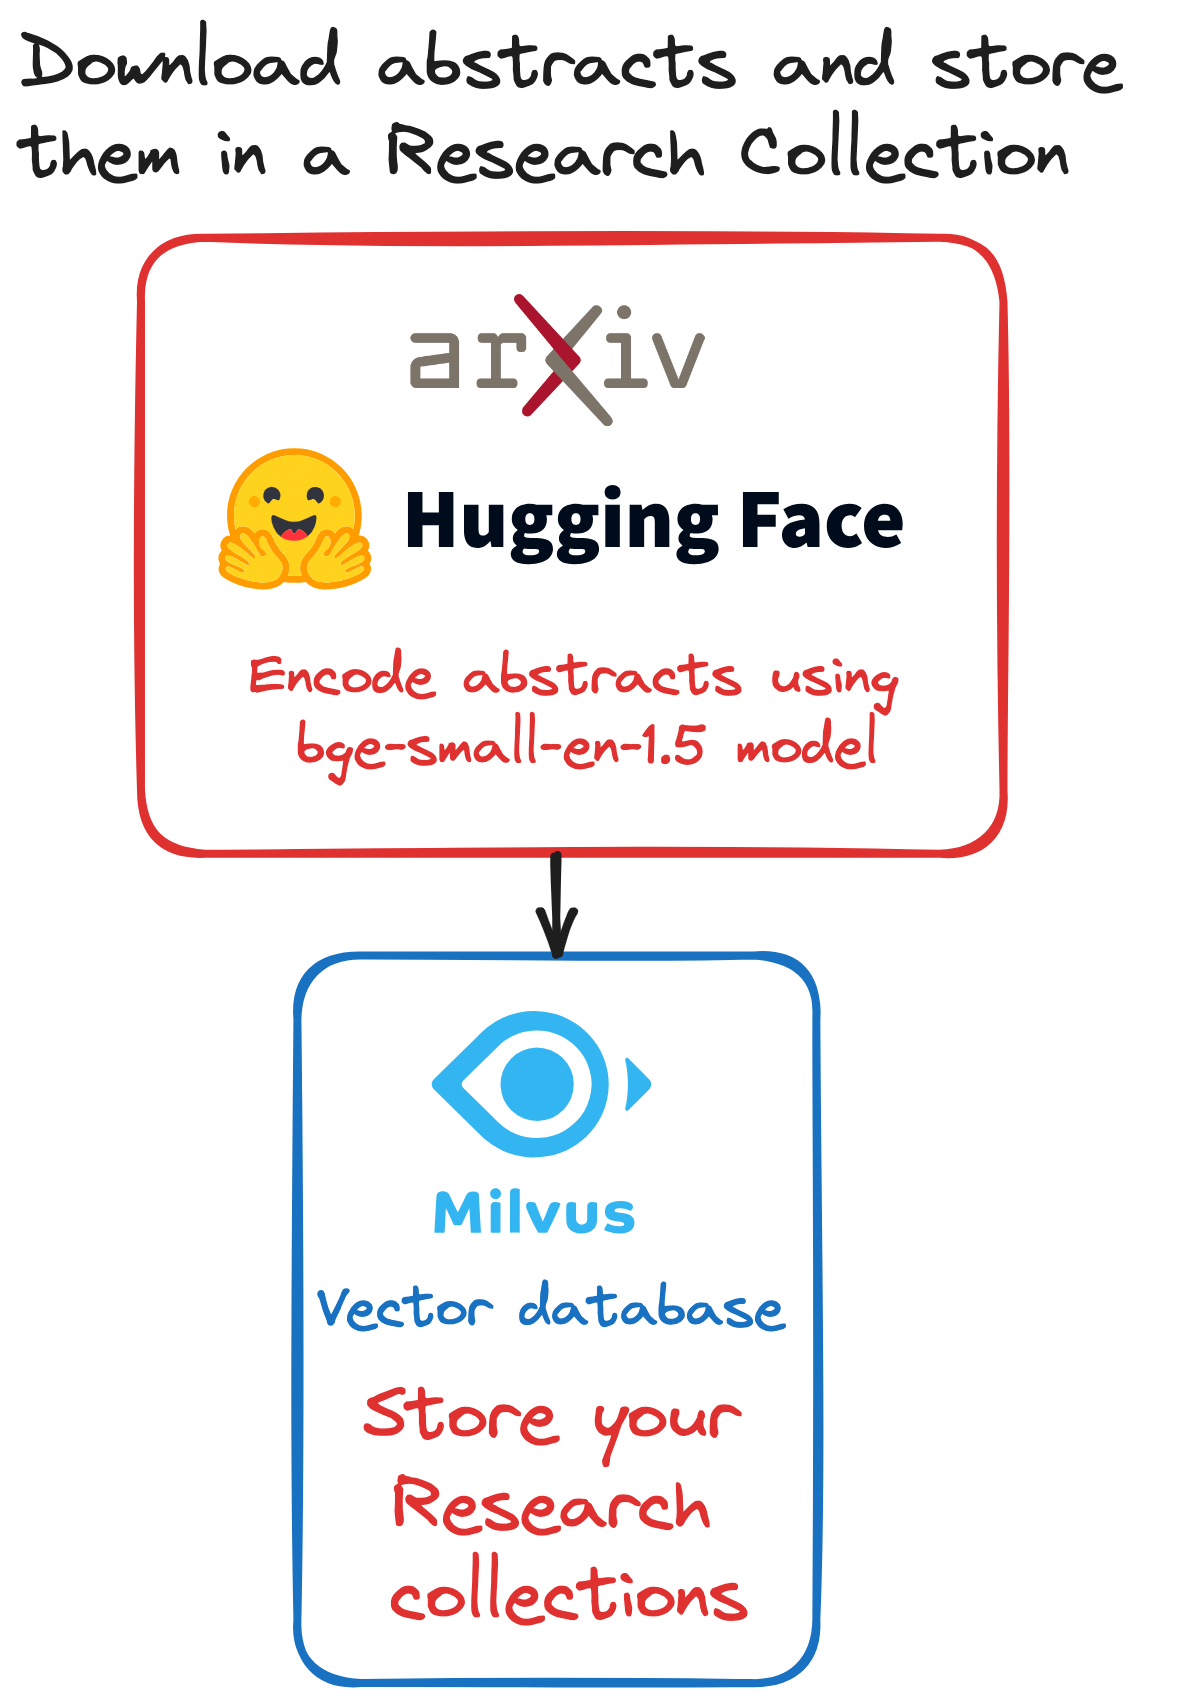 Download abstracts and store
them in a Research Collection
arXiv
Hugging Face
Encode abstracts using
bge-small-en-1.5 model
Milvus
Vector database
Store your
Research
collections